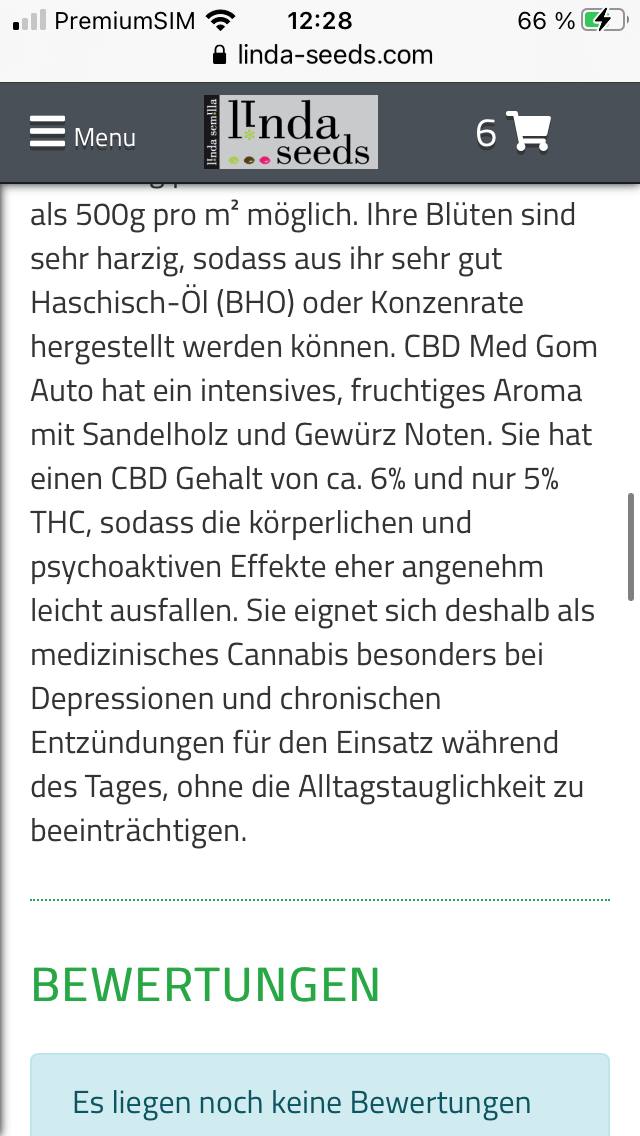 PremiumSIM 12:28 66 %
linda-seeds.com
Menu
l!nda sem!lla
l!nda
seeds
6
als 500g pro m² möglich. Ihre Blüten sind
sehr harzig, sodass aus ihr sehr gut
Haschisch-Öl (BHO) oder Konzenrate
hergestellt werden können. CBD Med Gom
Auto hat ein intensives, fruchtiges Aroma
mit Sandelholz und Gewürz Noten. Sie hat
einen CBD Gehalt von ca. 6% und nur 5%
THC, sodass die körperlichen und
psychoaktiven Effekte eher angenehm
leicht ausfallen. Sie eignet sich deshalb als
medizinisches Cannabis besonders bei
Depressionen und chronischen
Entzündungen für den Einsatz während
des Tages, ohne die Alltagstauglichkeit zu
beeinträchtigen.
BEWERTUNGEN
Es liegen noch keine Bewertungen